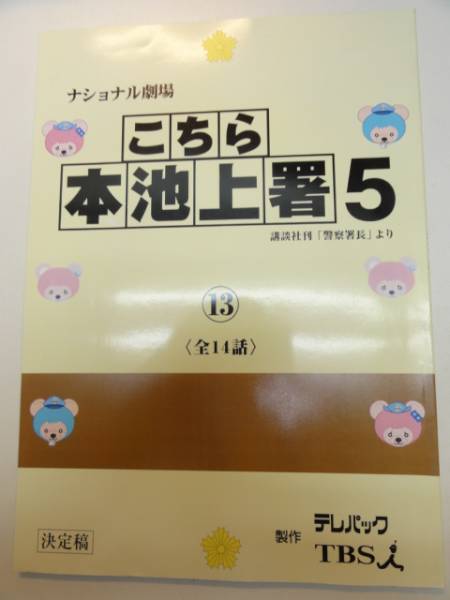 ナショナル劇場
こちら
本池上署5
講談社刊「警察署長」より
⑬
〈全14話〉
決定稿
製作 テレパック
TBS